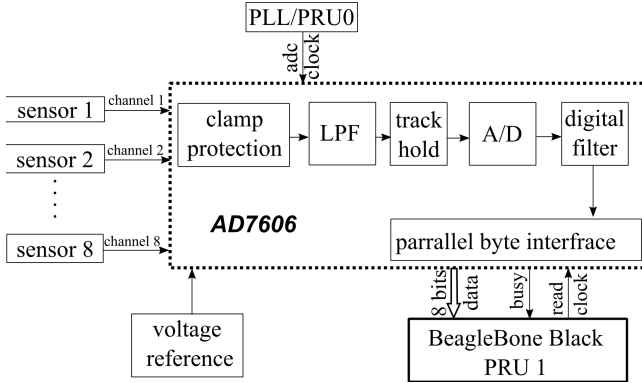 PLL/PRU0
adc
clock
sensor 1
channel 1
sensor 2
channel 2
sensor 8
channel 8
clamp
protection
LPF
track
hold
A/D
digital
filter
AD7606
parrallel byte interfrace
voltage
reference
8 bits
data
busy
read
clock
BeagleBone Black
PRU 1